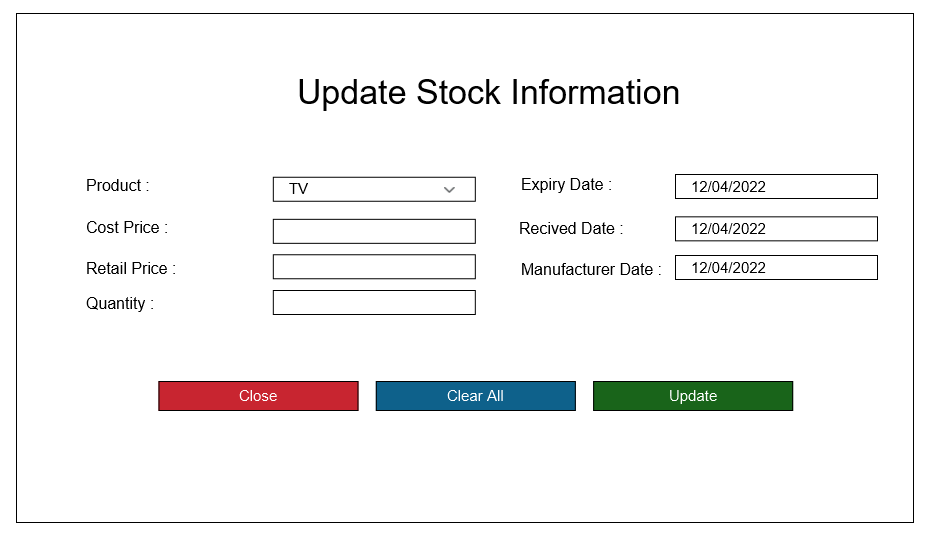 Update Stock Information
Product : TV
Cost Price :
Retail Price :
Quantity :
Expiry Date : 12/04/2022
Recived Date : 12/04/2022
Manufacturer Date : 12/04/2022
Close Clear All Update